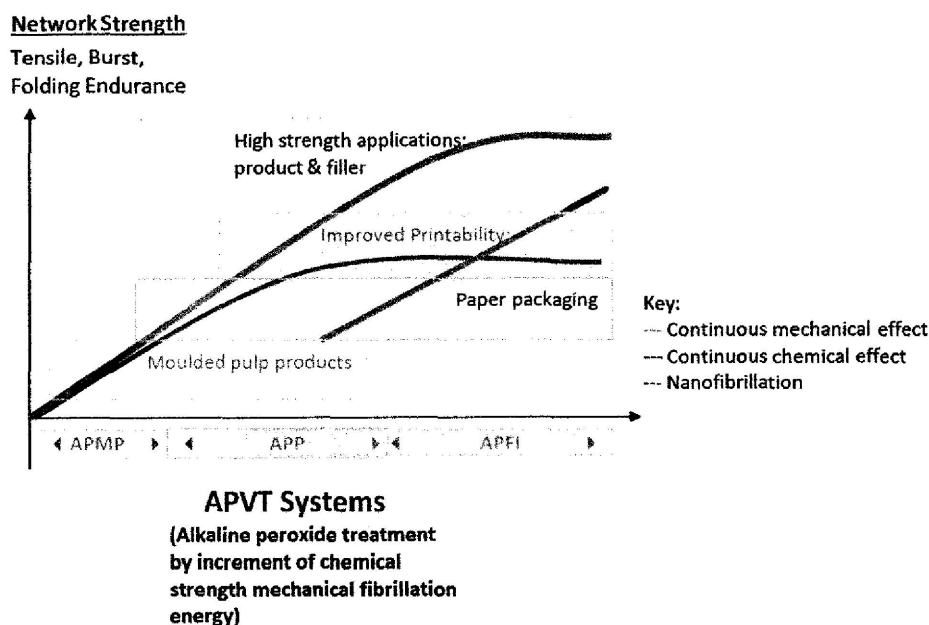 Network Strength
Tensile, Burst,
Folding Endurance
High strength applications:
product & filler
Improved Printability:
Paper packaging
Moulded pulp products
Key:
--- Continuous mechanical effect
--- Continuous chemical effect
--- Nanofibrillation
APMP
APP
APFI
APVT Systems
(Alkaline peroxide treatment
by increment of chemical
strength mechanical fibrillation
energy)